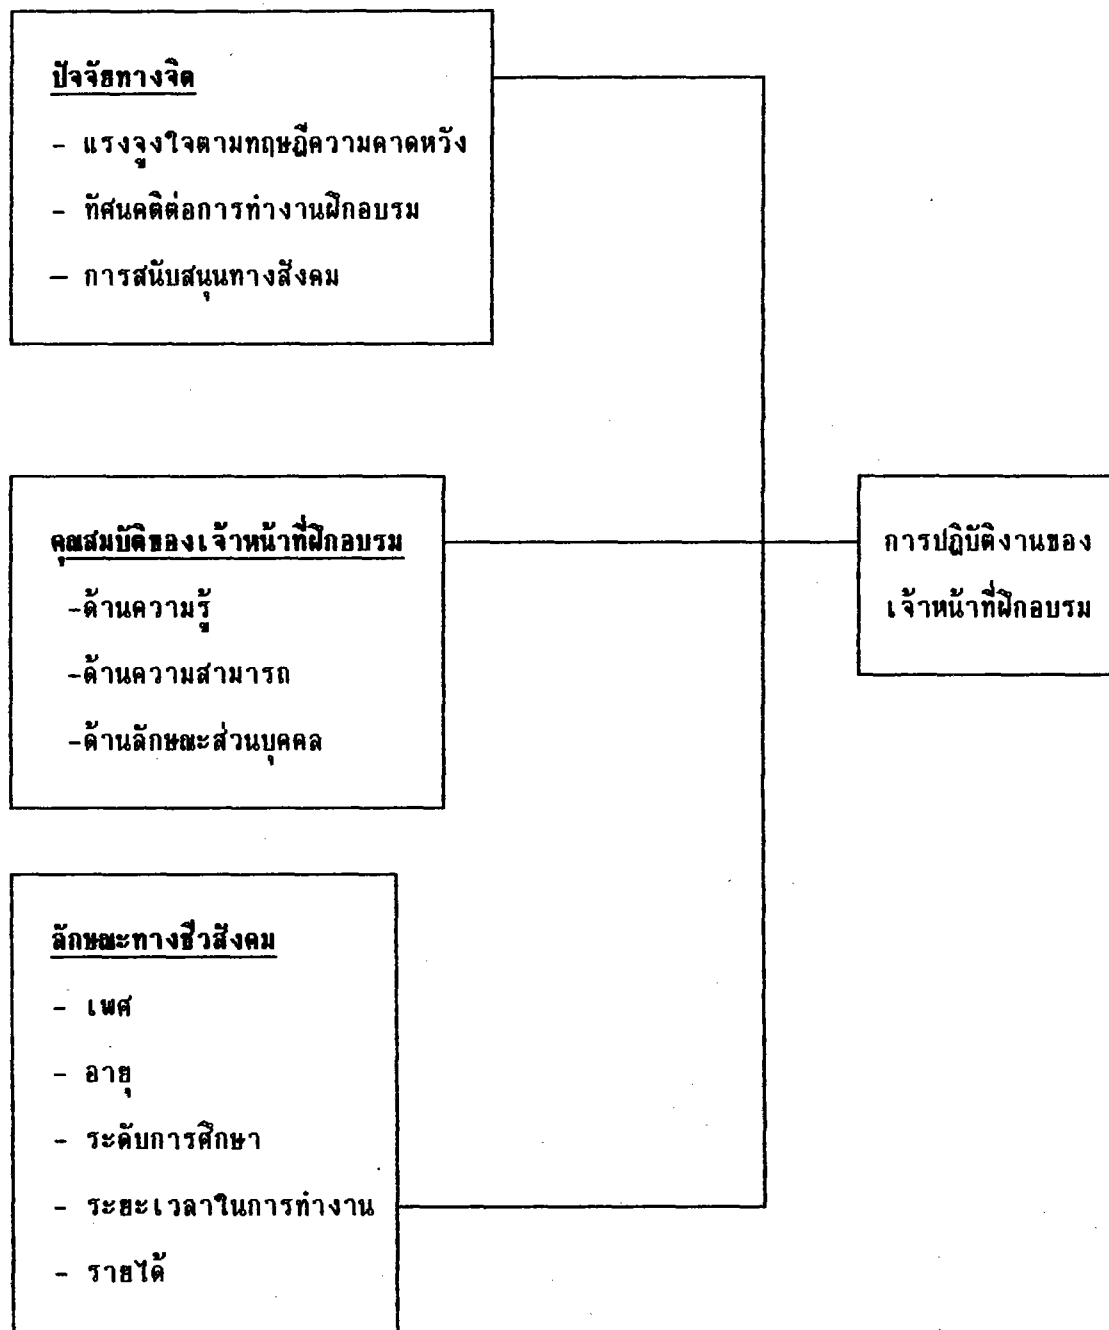 ปัจจัยทางจิต
- แรงจูงใจตามทฤษฎีความคาดหวัง
- ทัศนคติต่อการทำงานฝึกอบรม
- การสนับสนุนทางสังคม
คุณสมบัติของเจ้าหน้าที่ฝึกอบรม
-ด้านความรู้
-ด้านความสามารถ
-ด้านลักษณะส่วนบุคคล
การปฏิบัติงานของ
เจ้าหน้าที่ฝึกอบรม
ลักษณะทางชีวสังคม
- เพศ
- อายุ
- ระดับการศึกษา
- ระยะเวลาในการทำงาน
- รายได้